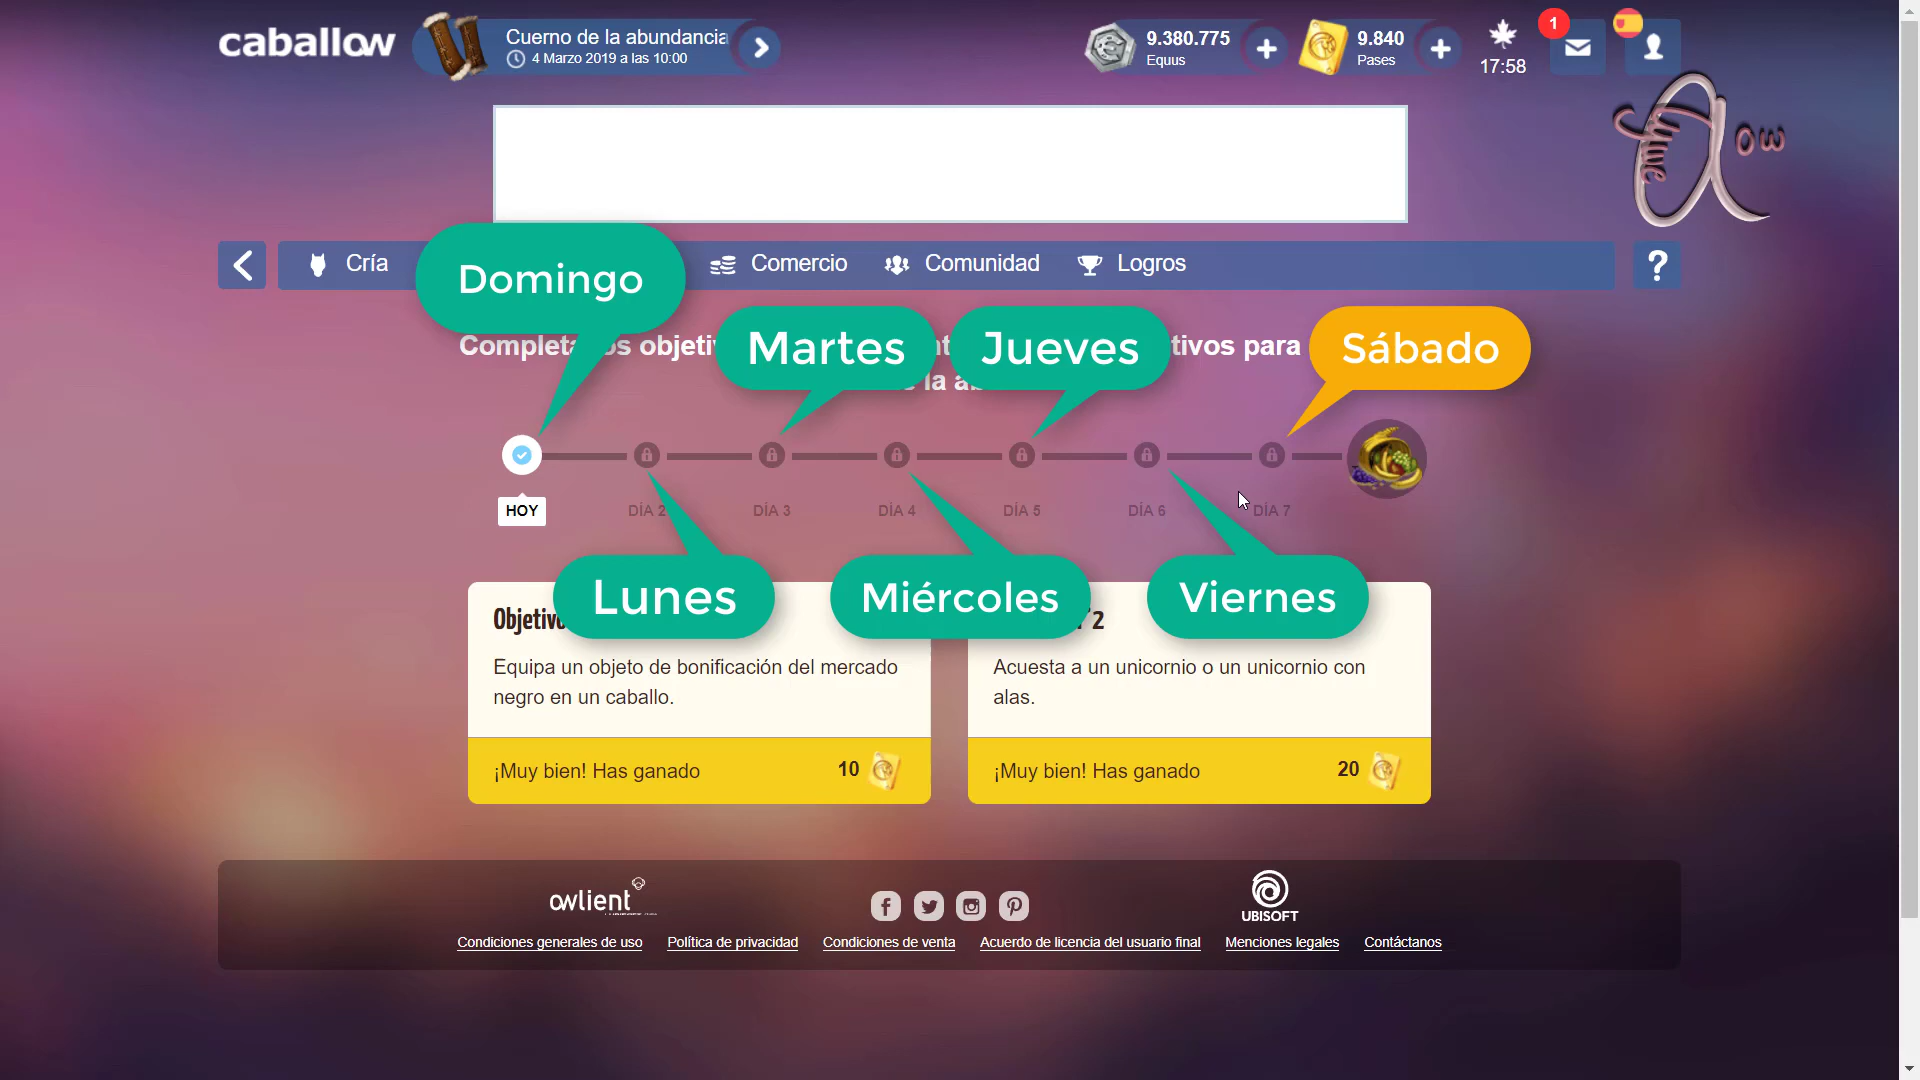 caballow
Cuerno de la abundancia
4 Marzo 2019 a las 10:00
9.380.775
Equus
9.840
Pases
17:58
1
Cría
Comercio
Comunidad
Logros
?
Domingo
Martes
Jueves
Sábado
objeti
tivos para
la a
HOY
DÍA 2
DÍA 3
DÍA 4
DÍA 5
DÍA 6
DÍA 7
Lunes
Miércoles
Viernes
Objetivo
2
Equipa un objeto de bonificación del mercado
negro en un caballo.
Acuesta a un unicornio o un unicornio con
alas.
¡Muy bien! Has ganado 10
¡Muy bien! Has ganado 20
owlient
UBISOFT
Condiciones generales de uso Política de privacidad Condiciones de venta Acuerdo de licencia del usuario final Menciones legales Contáctanos